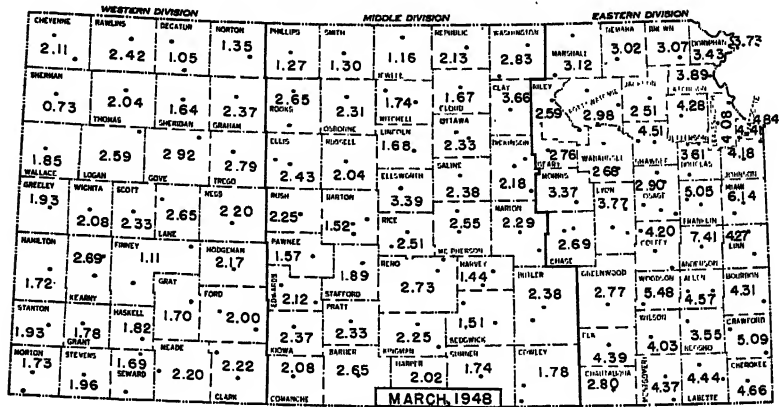 WESTERN DIVISION MIDDLE DIVISION EASTERN DIVISION
CHEYENNE RAWLINS DECATUR NORTON PHILLIPS SMITH REPUBLIC WASHINGTON NEMAHA BROWN DONIPHAN 3.73
2.11 2.42 1.05 1.35 1.27 1.30 1.16 2.13 2.83 MARSHALL 3.12 3.02 3.07 3.43
SHERMAN JEWELL CLAY RILEY POTTAWATOMIE JACKSON 3.89 ATCHISON
0.73 2.04 1.64 2.37 2.65 2.31 1.74 1.67 3.66 2.59 2.98 2.51 4.28 4.08 4.41 4.84
THOMAS SHERIDAN GRAHAM ROOKS OSBORNE MITCHELL CLOUD 4.51 JEFFERSON
ELLIS RUSSELL LINCOLN OTTAWA DICKINSON GEARY WABAUNSEE SHAWNEE DOUGLAS JOHNSON
1.85 2.59 2.92 2.79 2.43 2.04 1.68 2.33 2.18 2.76 2.68 3.61 4.18
WALLACE LOGAN GOVE TREGO ELLSWORTH SALINE MORRIS LYON
GREELEY WICHITA SCOTT NESS RUSH BARTON 3.39 2.38 3.37 3.77 2.90 OSAGE 5.05 MIAMI 6.14
1.93 2.08 2.33 2.65 2.20 2.25 1.52 RICE 2.51 2.55 MARION 2.29 FRANKLIN
LANE MC PHERSON 4.20 COFFEY 7.41 4.27 LINN
HAMILTON FINNEY HODGEMAN PAWNEE RENO HARVEY 2.69 CHASE ANDERSON
2.69 1.11 2.17 1.57 1.89 2.73 1.44 BUTLER GREENWOOD WOODSON ALLEN BOURBON
1.72 KEARNY GRAY FORD EDWARDS STAFFORD 2.38 2.77 5.48 4.57 4.31
STANTON HASKELL 1.70 2.00 2.12 PRATT 1.51 WILSON CRAWFORD
1.93 1.78 1.82 2.37 2.33 2.25 SEDGWICK ELK 4.03 3.55 NEOSHO 5.09
GRANT MEADE KIOWA BARBER KINGMAN SUMNER COWLEY 4.39
MORTON STEVENS 1.69 SEWARD 2.22 2.08 HARPER 1.74 1.78 CHAUTAUQUA MONTGOMERY 4.44 CHEROKEE
1.73 1.96 2.20 CLARK COMANCHE 2.65 2.02 2.80 4.37 LABETTE 4.66
MARCH, 1948